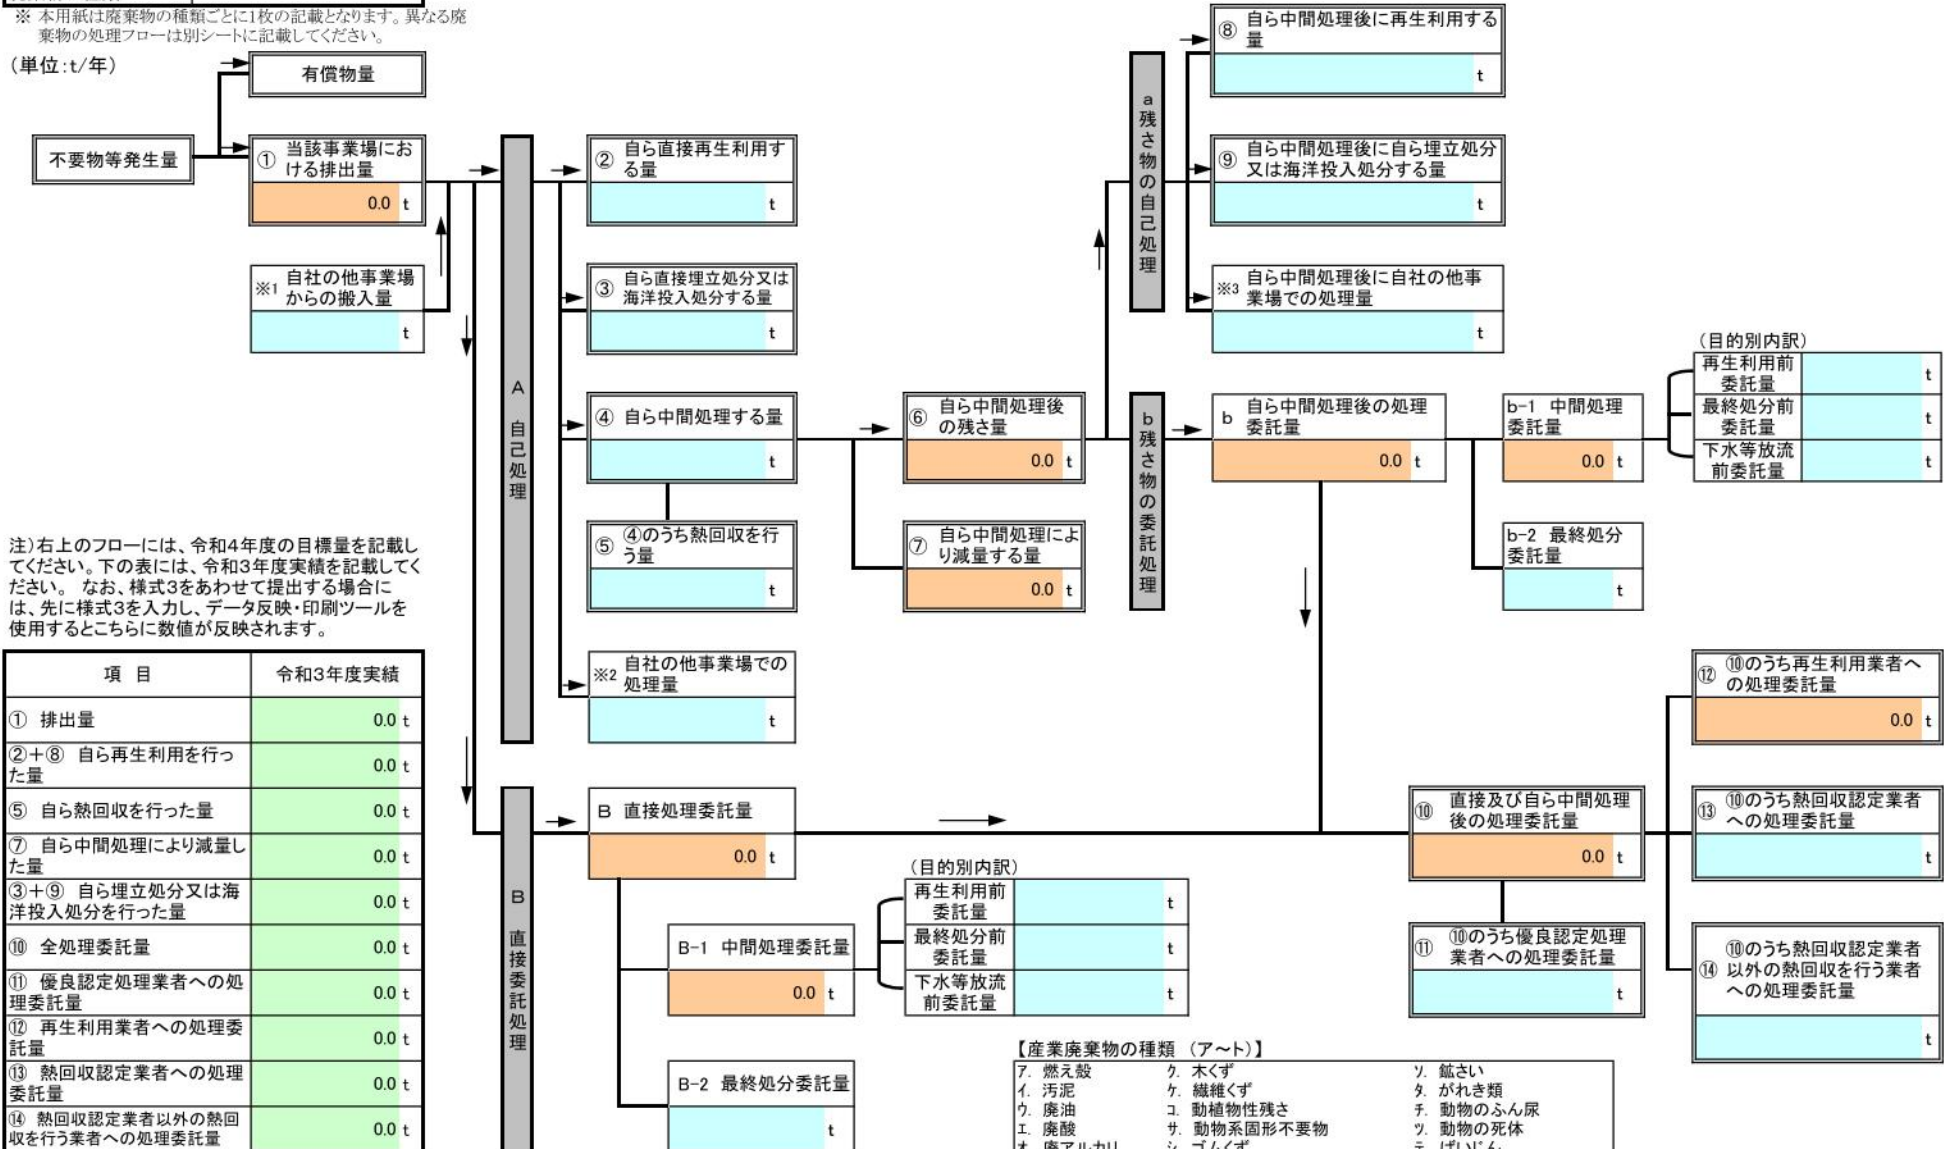 ※ 本用紙は廃棄物の種類ごとに1枚の記載となります。異なる廃
棄物の処理フローは別シートに記載してください。
(単位:t/年)
有償物量
不要物等発生量
① 当該事業場にお
ける排出量
0.0 t
※1 自社の他事業場
からの搬入量
t
A 自己処理
② 自ら直接再生利用す
る量
t
③ 自ら直接埋立処分又は
海洋投入処分する量
t
④ 自ら中間処理する量
t
⑤ ④のうち熱回収を行
う量
t
※2 自社の他事業場での
処理量
t
⑥ 自ら中間処理後
の残さ量
0.0 t
⑦ 自ら中間処理によ
り減量する量
0.0 t
a残さ物の自己処理
⑧ 自ら中間処理後に再生利用する
量
t
⑨ 自ら中間処理後に自ら埋立処分
又は海洋投入処分する量
t
※3 自ら中間処理後に自社の他事
業場での処理量
t
b残さ物の委託処理
b 自ら中間処理後の処理
委託量
0.0 t
b-1 中間処理
委託量
0.0 t
(目的別内訳)
再生利用前
委託量
t
最終処分前
委託量
t
下水等放流
前委託量
t
b-2 最終処分
委託量
t
注)右上のフローには、令和4年度の目標量を記載し
てください。下の表には、令和3年度実績を記載してく
ださい。 なお、様式3をあわせて提出する場合に
は、先に様式3を入力し、データ反映・印刷ツールを
使用するとこちらに数値が反映されます。
項 目 令和3年度実績
① 排出量 0.0 t
②+⑧ 自ら再生利用を行っ
た量
0.0 t
⑤ 自ら熱回収を行った量 0.0 t
⑦ 自ら中間処理により減量し
た量
0.0 t
③+⑨ 自ら埋立処分又は海
洋投入処分を行った量
0.0 t
⑩ 全処理委託量 0.0 t
⑪ 優良認定処理業者への処
理委託量
0.0 t
⑫ 再生利用業者への処理委
託量
0.0 t
⑬ 熱回収認定業者への処理
委託量
0.0 t
⑭ 熱回収認定業者以外の熱回
収を行う業者への処理委託量
0.0 t
B 直接委託処理
B 直接処理委託量
0.0 t
B-1 中間処理委託量
0.0 t
(目的別内訳)
再生利用前
委託量
t
最終処分前
委託量
t
下水等放流
前委託量
t
B-2 最終処分委託量
t
⑩ 直接及び自ら中間処理
後の処理委託量
0.0 t
⑪ ⑩のうち優良認定処理
業者への処理委託量
t
⑫ ⑩のうち再生利用業者へ
の処理委託量
0.0 t
⑬ ⑩のうち熱回収認定業者
への処理委託量
t
⑭ ⑩のうち熱回収認定業者
以外の熱回収を行う業者
への処理委託量
t
【産業廃棄物の種類 (ア~ト)】
ア. 燃え殻 ク. 木くず ソ. 鉱さい
イ. 汚泥 ケ. 繊維くず タ. がれき類
ウ. 廃油 コ. 動植物性残さ チ. 動物のふん尿
エ. 廃酸 サ. 動物系固形不要物 ツ. 動物の死体
オ. 廃アルカリ シ. ゴムくず テ. ばいじん